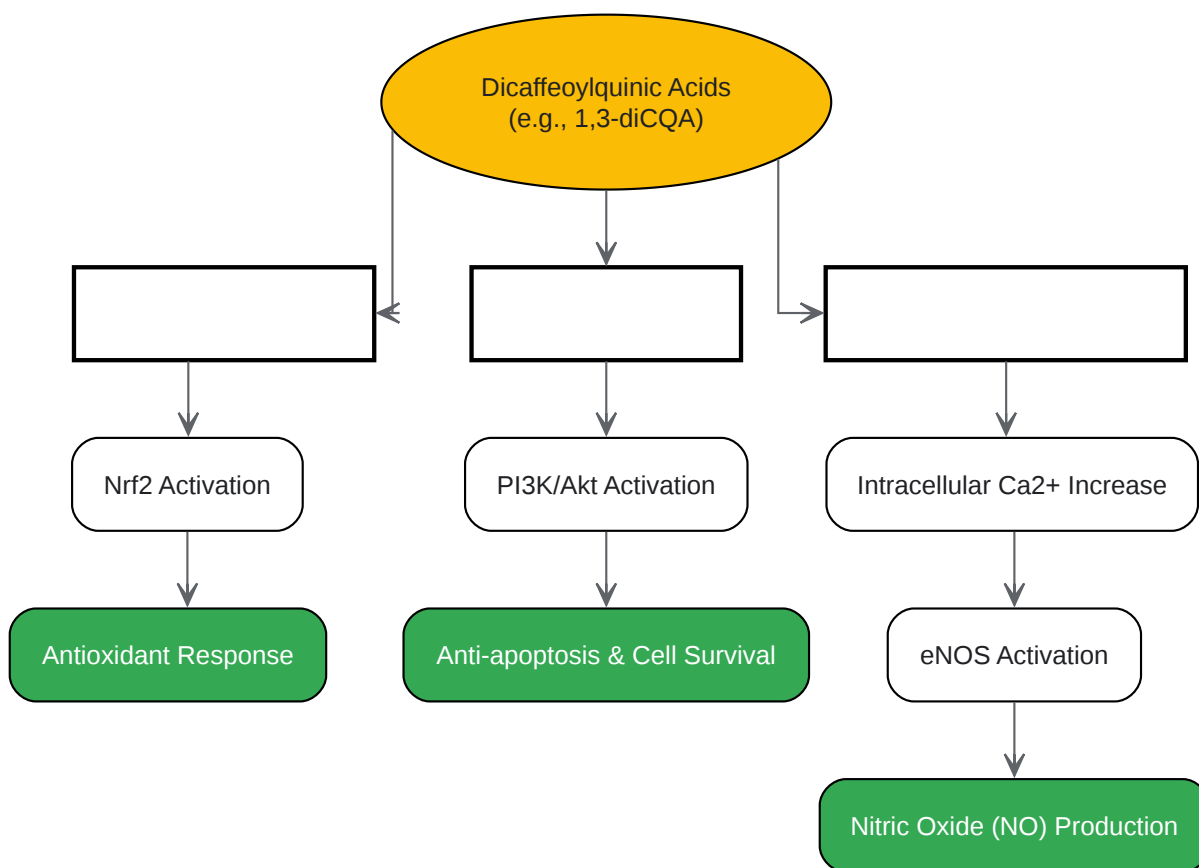 Dicaffeoylquinic Acids
(e.g., 1,3-diCQA)
Nrf2 Activation
PI3K/Akt Activation
Intracellular Ca2+ Increase
Antioxidant Response
Anti-apoptosis & Cell Survival
eNOS Activation
Nitric Oxide (NO) Production